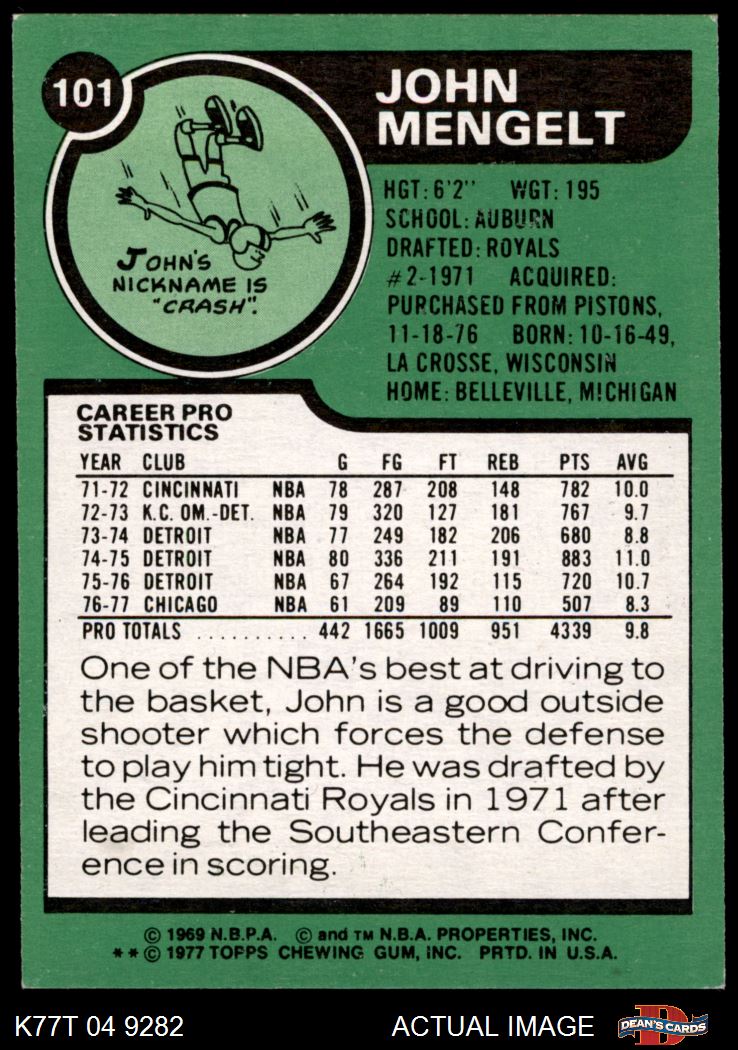 101
JOHN
MENGELT
JOHN'S
NICKNAME IS
"CRASH".
HGT: 6'2" WGT: 195
SCHOOL: AUBURN
DRAFTED: ROYALS
#2-1971 ACQUIRED:
PURCHASED FROM PISTONS,
11-18-76 BORN: 10-16-49,
LA CROSSE, WISCONSIN
HOME: BELLEVILLE, MICHIGAN
CAREER PRO
STATISTICS
YEAR CLUB G FG FT REB PTS AVG
71-72 CINCINNATI NBA 78 287 208 148 782 10.0
72-73 K.C. OM.-DET. NBA 79 320 127 181 767 9.7
73-74 DETROIT NBA 77 249 182 206 680 8.8
74-75 DETROIT NBA 80 336 211 191 883 11.0
75-76 DETROIT NBA 67 264 192 115 720 10.7
76-77 CHICAGO NBA 61 209 89 110 507 8.3
PRO TOTALS .......... 442 1665 1009 951 4339 9.8
One of the NBA's best at driving to
the basket, John is a good outside
shooter which forces the defense
to play him tight. He was drafted by
the Cincinnati Royals in 1971 after
leading the Southeastern Confer-
ence in scoring.
© 1969 N.B.P.A. © and TM N.B.A. PROPERTIES, INC.
**© 1977 TOPPS CHEWING GUM, INC. PRTD. IN U.S.A.
K77T 04 9282 ACTUAL IMAGE
D
DEAN'S CARDS